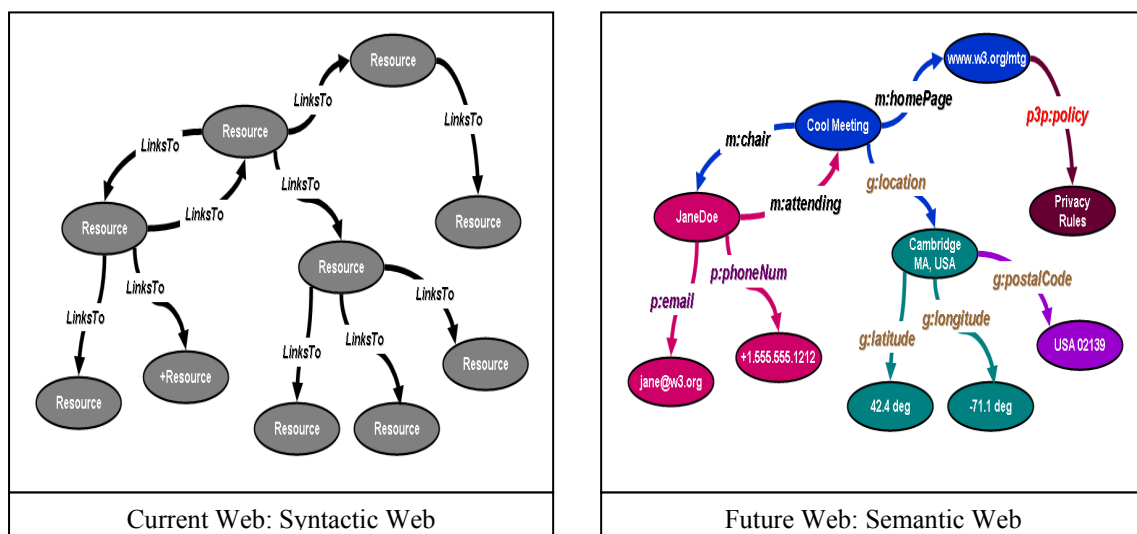 Resource
LinksTo
Resource
LinksTo
LinksTo
LinksTo
Resource
LinksTo
LinksTo
Resource
Resource
LinksTo
LinksTo
LinksTo
LinksTo
+Resource
Resource
Resource
Resource
Resource
Current Web: Syntactic Web
www.w3.org/mtg
m:homePage
p3p:policy
Cool Meeting
m:chair
g:location
m:attending
JaneDoe
Privacy
Rules
Cambridge
MA, USA
p:phoneNum
p:email
g:postalCode
g:longitude
g:latitude
USA 02139
+1.555.555.1212
jane@w3.org
42.4 deg
-71.1 deg
Future Web: Semantic Web